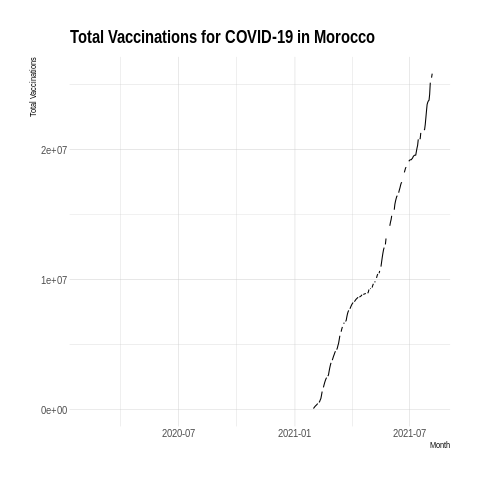 Total Vaccinations for COVID-19 in Morocco
Total Vaccinations
2e+07
1e+07
0e+00
2020-07 2021-01 2021-07
Month